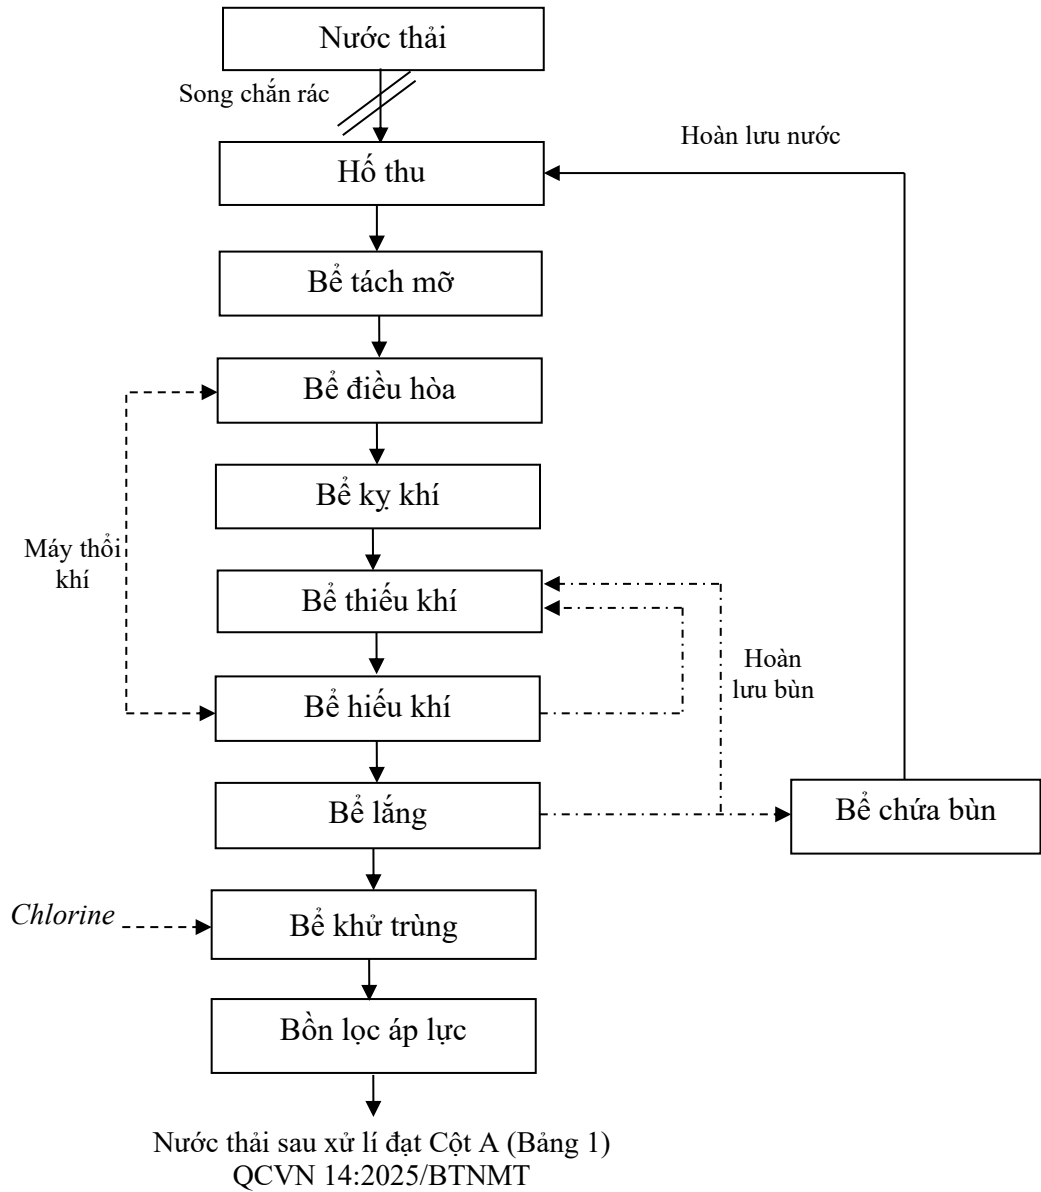 Nước thải
Song chắn rác
Hoàn lưu nước
Hố thu
Bể tách mỡ
Bể điều hòa
Bể kỵ khí
Máy thổi
khí
Bể thiếu khí
Hoàn
lưu bùn
Bể hiếu khí
Bể lắng
Bể chứa bùn
Chlorine
Bể khử trùng
Bồn lọc áp lực
Nước thải sau xử lí đạt Cột A (Bảng 1)
QCVN 14:2025/BTNMT